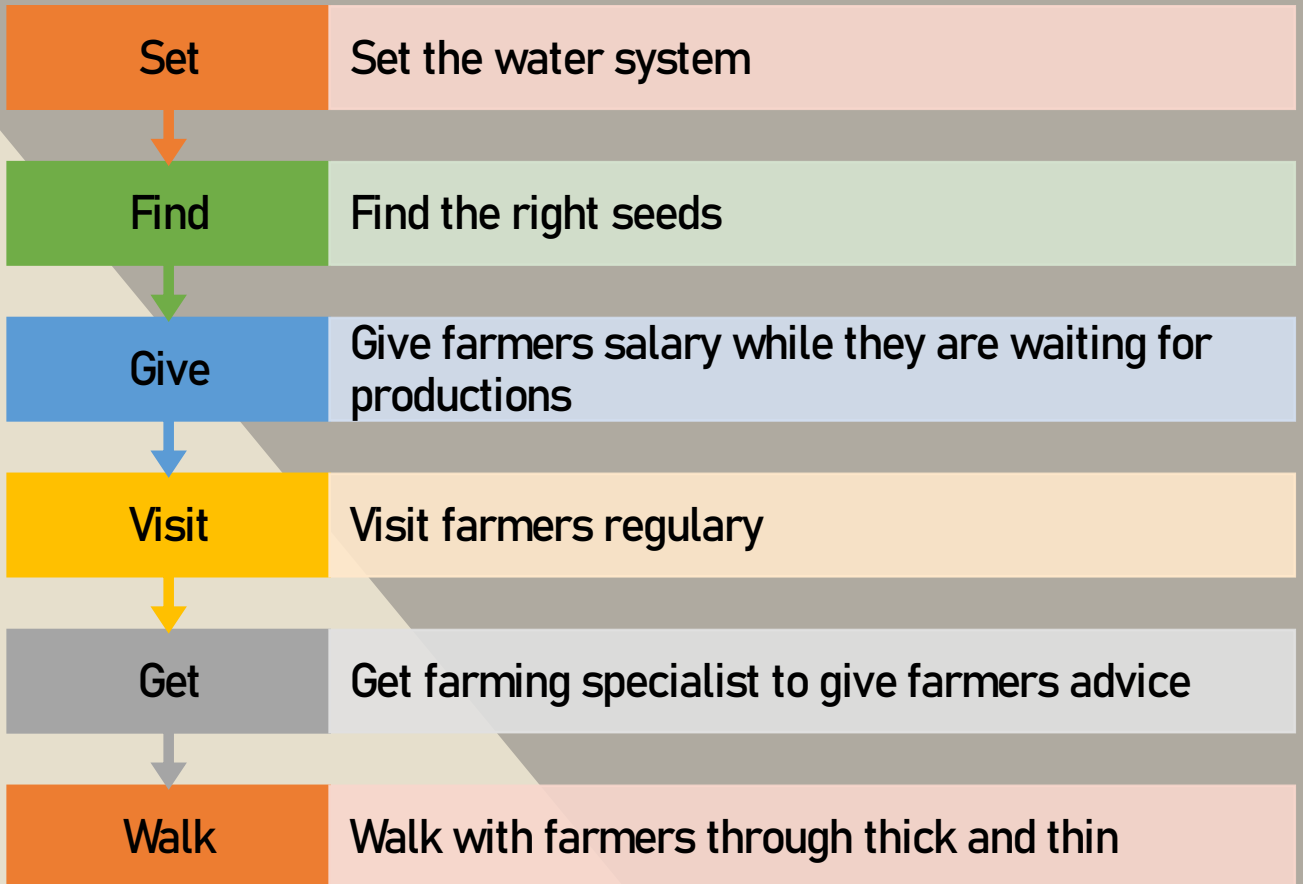 Set
Set the water system
Find
Find the right seeds
Give
Give farmers salary while they are waiting for
productions
Visit
Visit farmers regulary
Get
Get farming specialist to give farmers advice
Walk
Walk with farmers through thick and thin